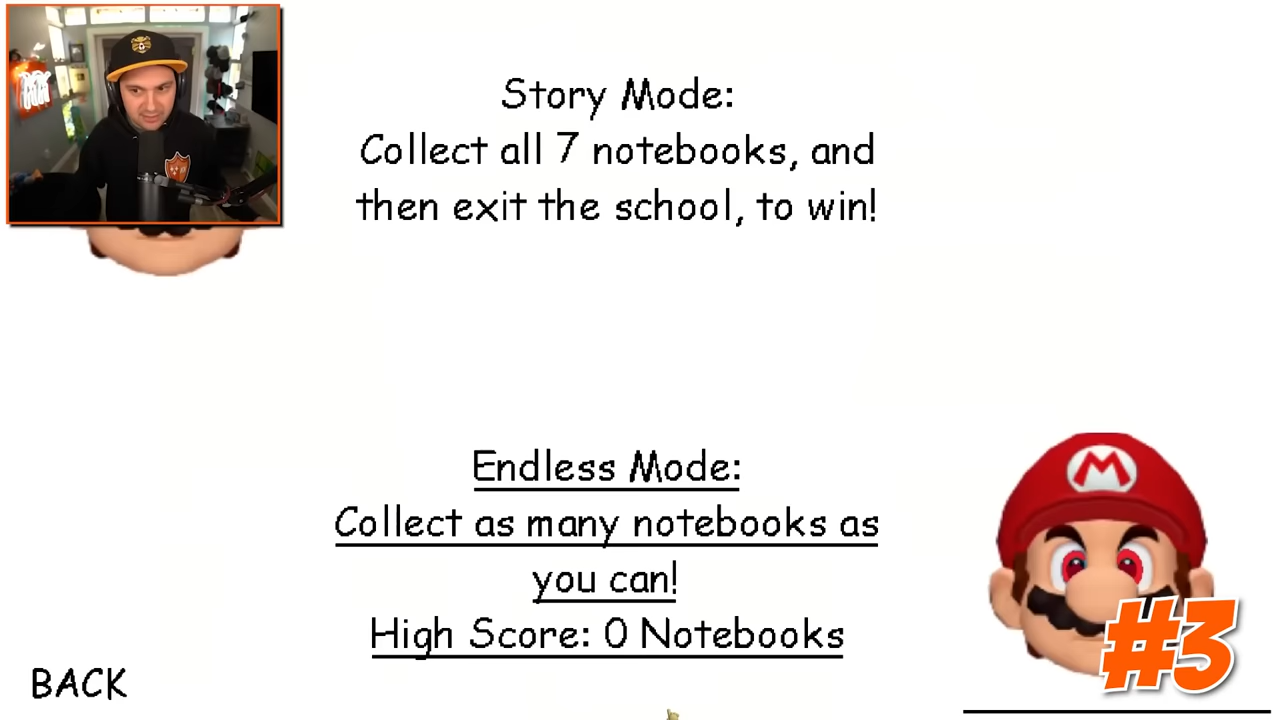 Story Mode:
Collect all 7 notebooks, and
then exit the school, to win!
Endless Mode:
Collect as many notebooks as
you can!
High Score: 0 Notebooks
M
#3
BACK